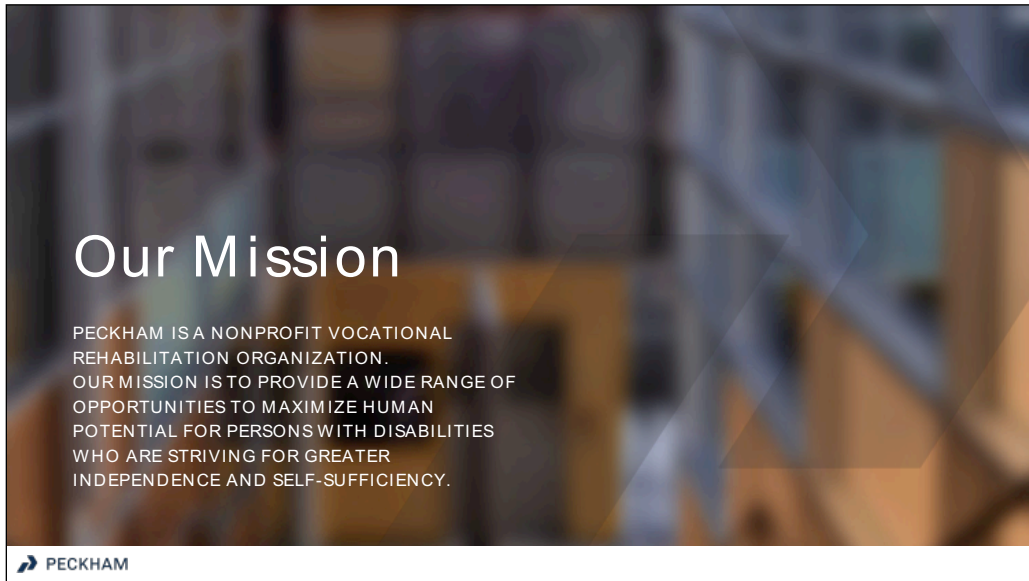 Our Mission
PECKHAM IS A NONPROFIT VOCATIONAL
REHABILITATION ORGANIZATION.
OUR MISSION IS TO PROVIDE A WIDE RANGE OF
OPPORTUNITIES TO MAXIMIZE HUMAN
POTENTIAL FOR PERSONS WITH DISABILITIES
WHO ARE STRIVING FOR GREATER
INDEPENDENCE AND SELF-SUFFICIENCY.
PECKHAM